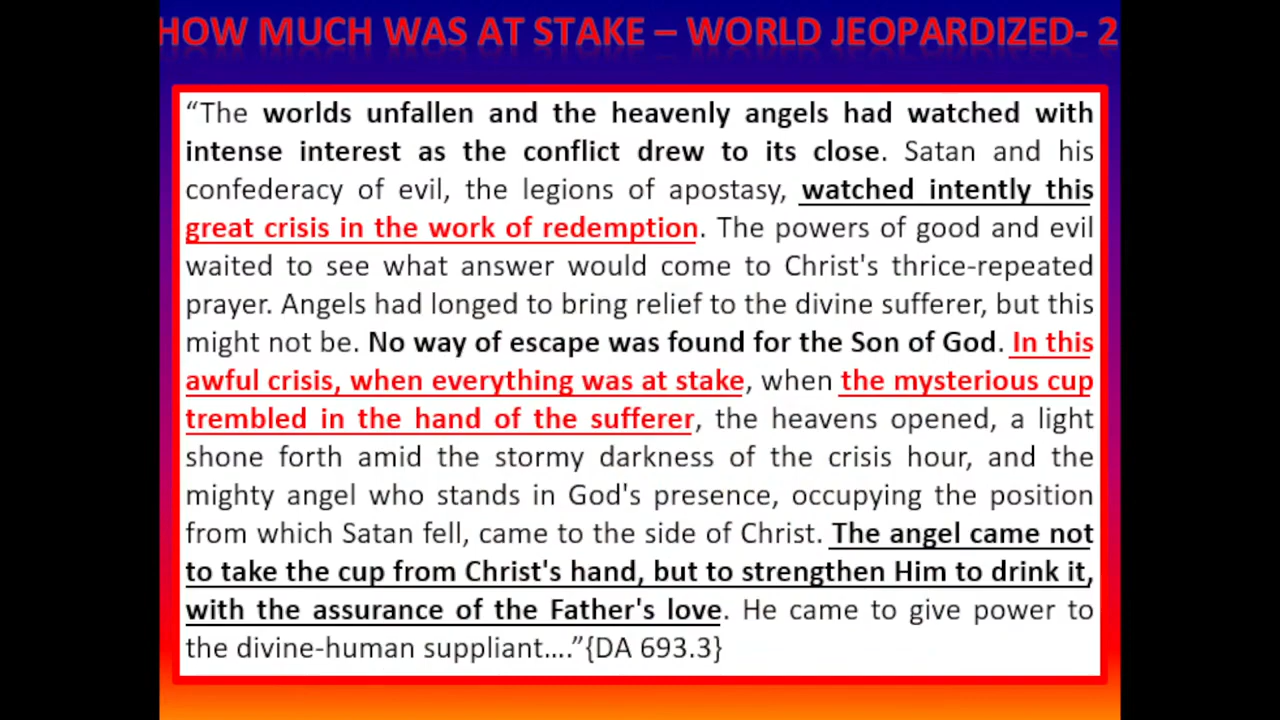 HOW MUCH WAS AT STAKE – WORLD JEOPARDIZED- 2
“The worlds unfallen and the heavenly angels had watched with
intense interest as the conflict drew to its close. Satan and his
confederacy of evil, the legions of apostasy, watched intently this
great crisis in the work of redemption. The powers of good and evil
waited to see what answer would come to Christ's thrice-repeated
prayer. Angels had longed to bring relief to the divine sufferer, but this
might not be. No way of escape was found for the Son of God. In this
awful crisis, when everything was at stake, when the mysterious cup
trembled in the hand of the sufferer, the heavens opened, a light
shone forth amid the stormy darkness of the crisis hour, and the
mighty angel who stands in God's presence, occupying the position
from which Satan fell, came to the side of Christ. The angel came not
to take the cup from Christ's hand, but to strengthen Him to drink it,
with the assurance of the Father's love. He came to give power to
the divine-human suppliant....”{DA 693.3}